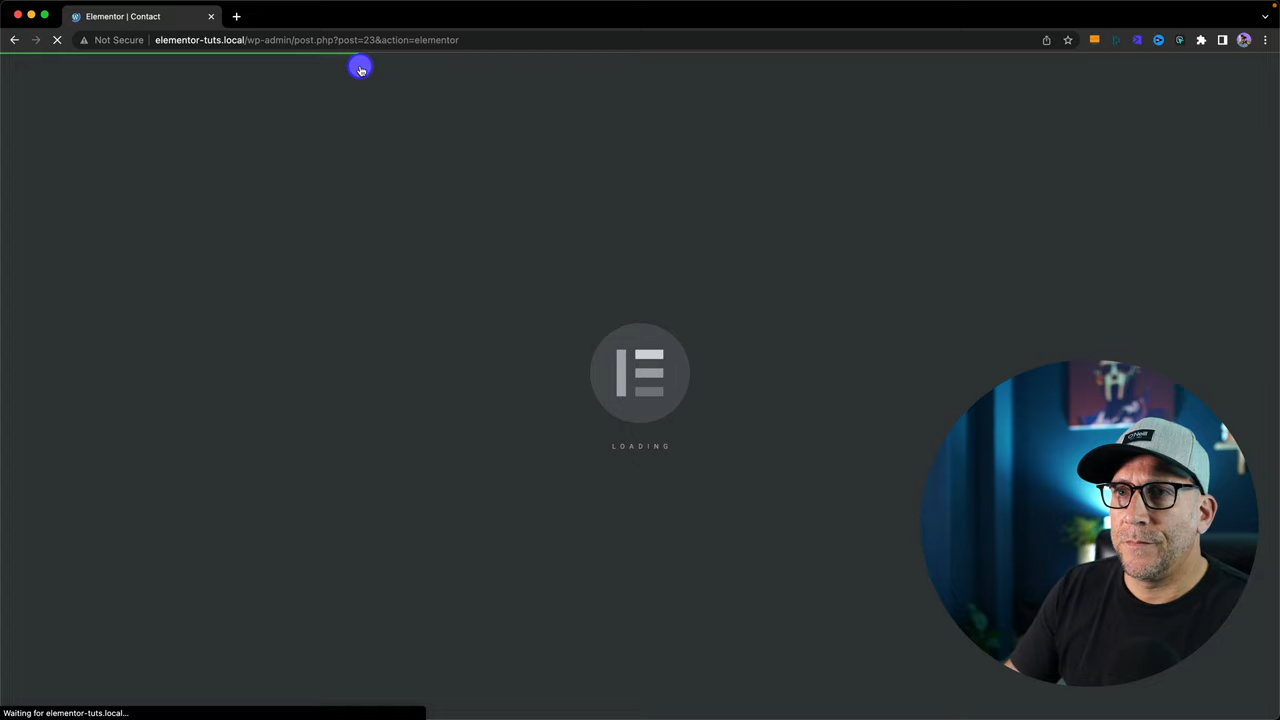 Elementor | Contact
Not Secure
elementor-tuts.local/wp-admin/post.php?post=23&action=elementor
LOADING
O'Neill
Waiting for elementor-tuts.local...